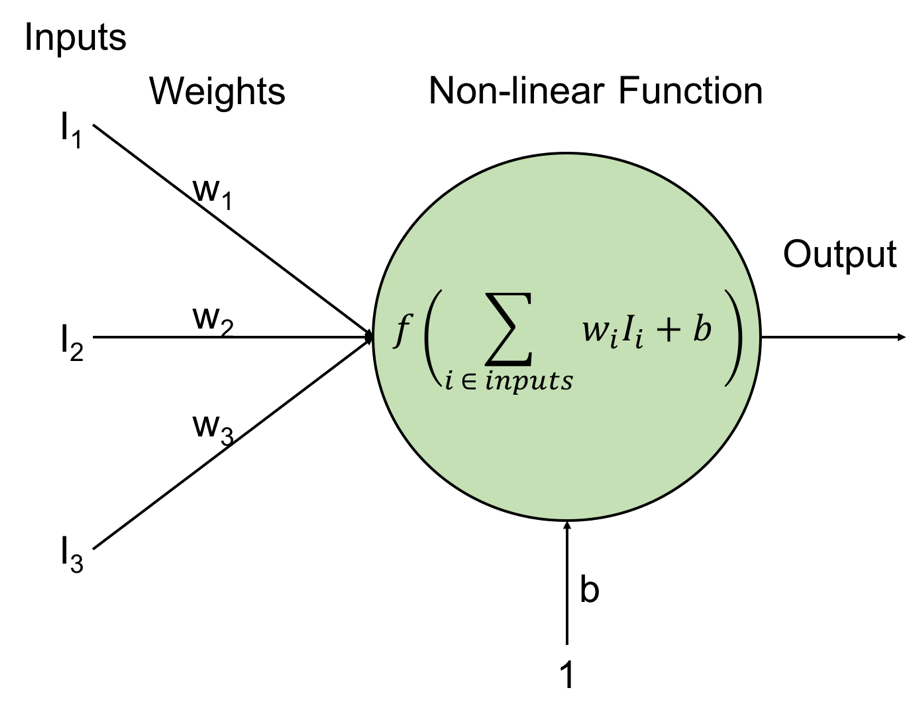 Inputs
Weights
Non-linear Function
I₁
w₁
Output
I₂
w₂
f( ∑ wᵢIᵢ + b )
i ∈ inputs
w₃
I₃
b
1